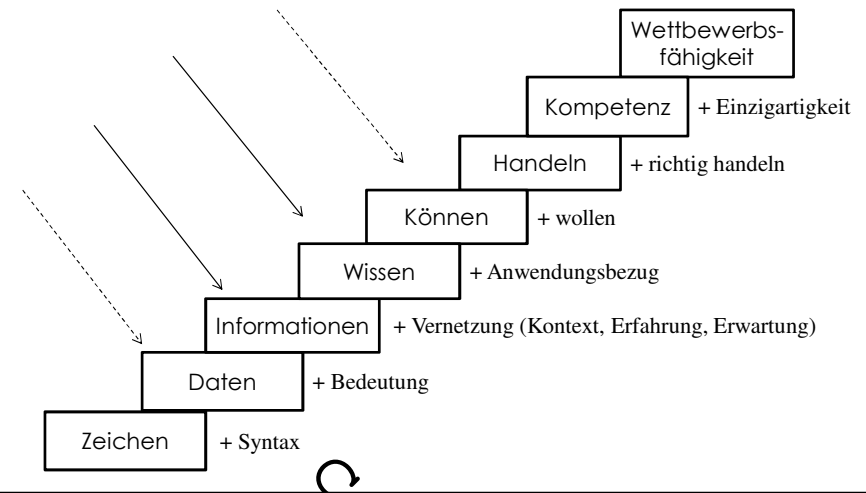 Wettbewerbs-
fähigkeit
Kompetenz + Einzigartigkeit
Handeln + richtig handeln
Können + wollen
Wissen + Anwendungsbezug
Informationen + Vernetzung (Kontext, Erfahrung, Erwartung)
Daten + Bedeutung
Zeichen + Syntax